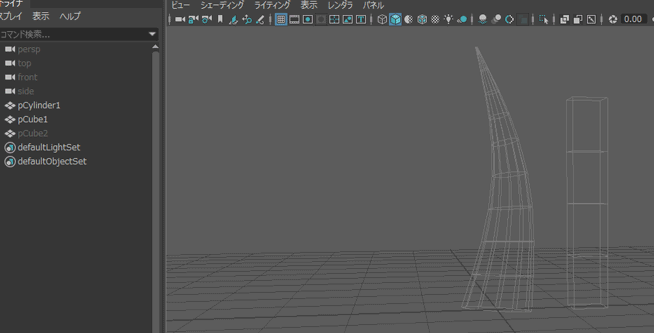 トライナ
スプレイ 表示 ヘルプ
コマンド検索...
persp
top
front
side
pCylinder1
pCube1
pCube2
defaultLightSet
defaultObjectSet
ビュー シェーディング ライティング 表示 レンダラ パネル
0.00